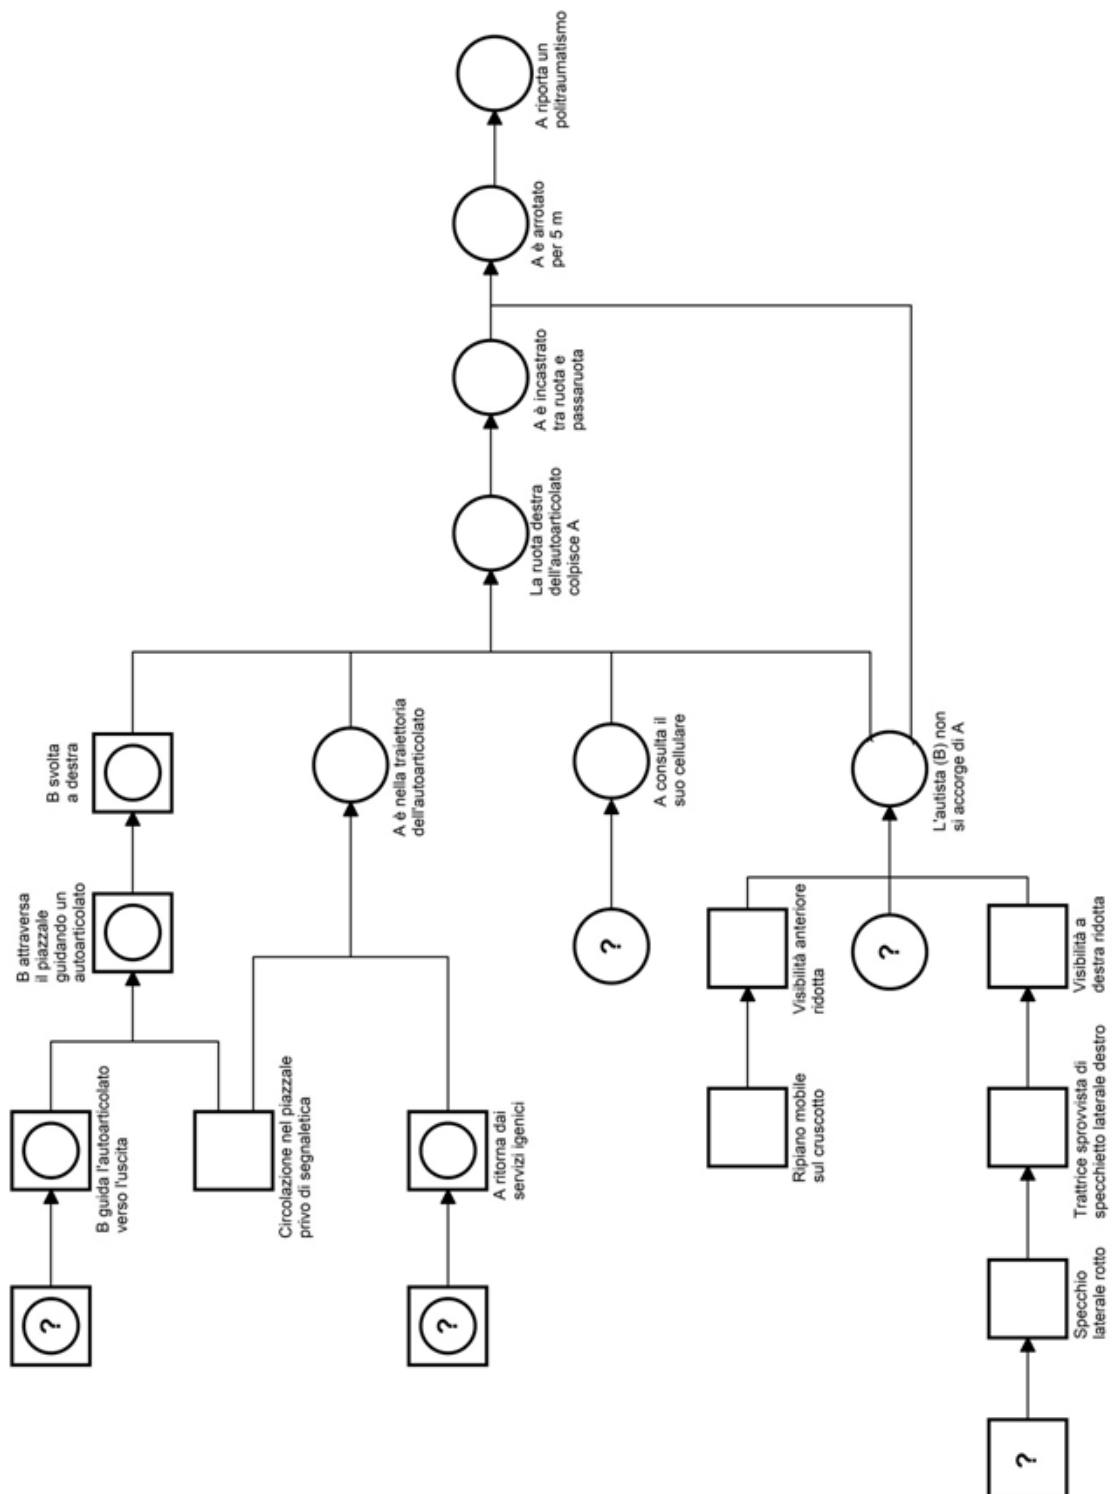 ?
B guida l'autoarticolato
verso l'uscita
B attraversa
il piazzale
guidando un
autoarticolato
B svolta
a destra
Circolazione nel piazzale
privo di segnaletica
A è nella traiettoria
dell'autoarticolato
?
A ritorna dai
servizi igenici
La ruota destra
dell'autoarticolato
colpisce A
A è incastrato
tra ruota e
passaruota
A è arrotato
per 5 m
A riporta un
politraumatismo
?
A consulta il
suo cellulare
Ripiano mobile
sul cruscotto
Visibilità anteriore
ridotta
?
L'autista (B) non
si accorge di A
?
Specchio
laterale rotto
Trattrice sprovvista di
specchietto laterale destro
Visibilità a
destra ridotta